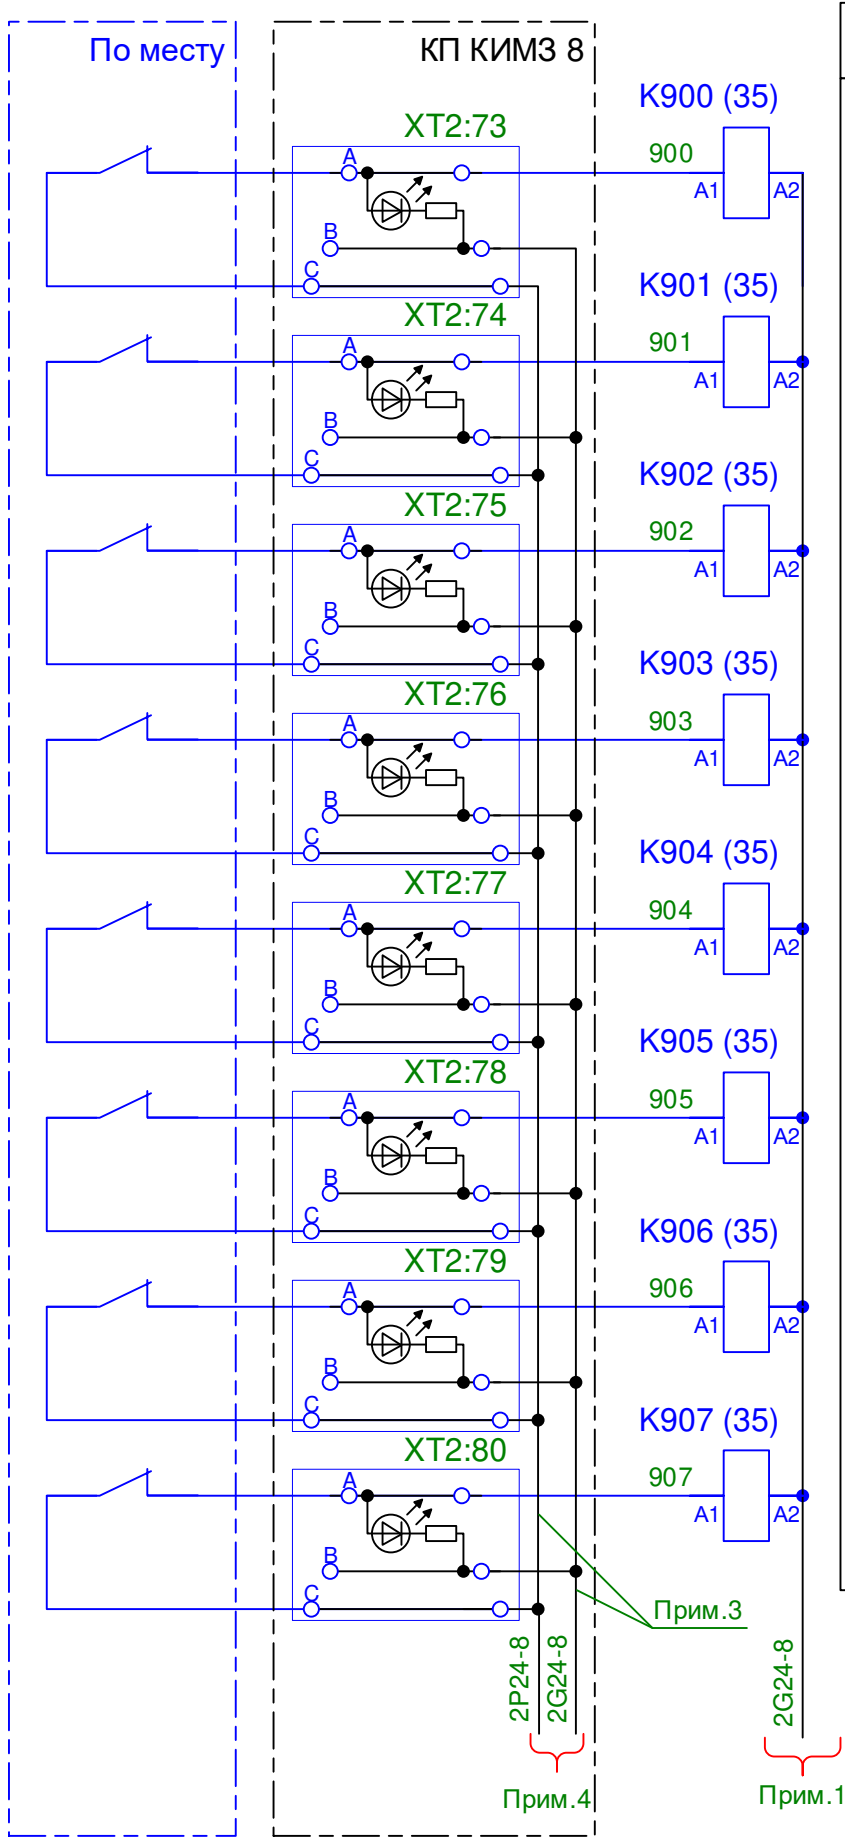 По месту
КП КИМЗ 8
K900 (35)
XT2:73
900
A
A1
A2
B
C
K901 (35)
XT2:74
901
A
A1
A2
B
C
K902 (35)
XT2:75
902
A
A1
A2
B
C
K903 (35)
XT2:76
903
A
A1
A2
B
C
K904 (35)
XT2:77
904
A
A1
A2
B
C
K905 (35)
XT2:78
905
A
A1
A2
B
C
K906 (35)
XT2:79
906
A
A1
A2
B
C
K907 (35)
XT2:80
907
A
A1
A2
B
C
Прим.3
2P24-8
2G24-8
2G24-8
Прим.4
Прим.1